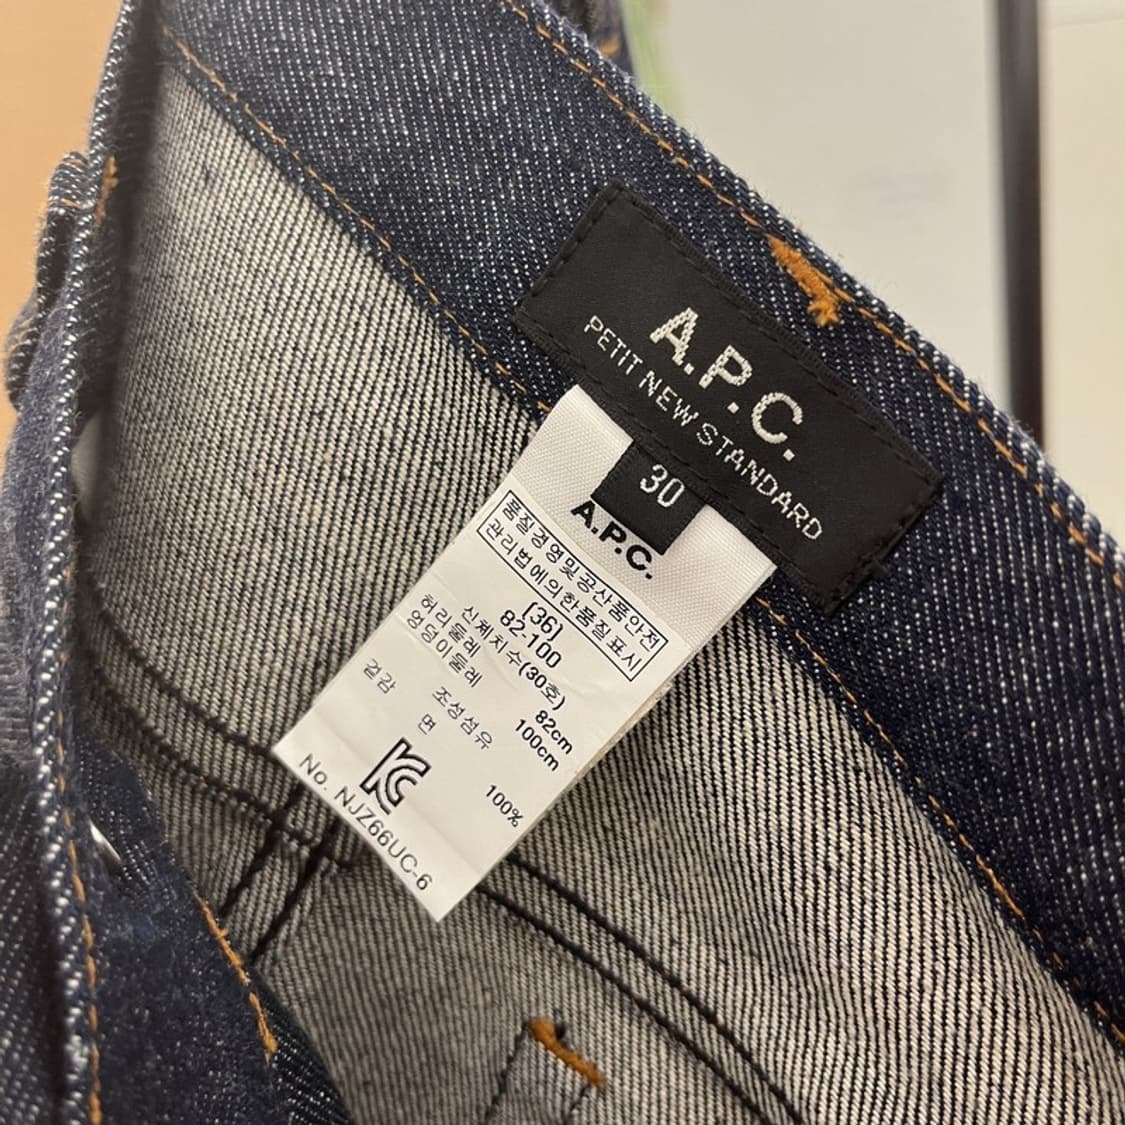 A.P.C.
PETIT NEW STANDARD
30
A.P.C.
품질경영및공산품안전
관리법에의한품질표시
[36]
82-100
신체치수(30호)
허리둘레 82cm
엉덩이둘레 100cm
조성섬유
겉감 면 100%
No. NJZ66UC-6